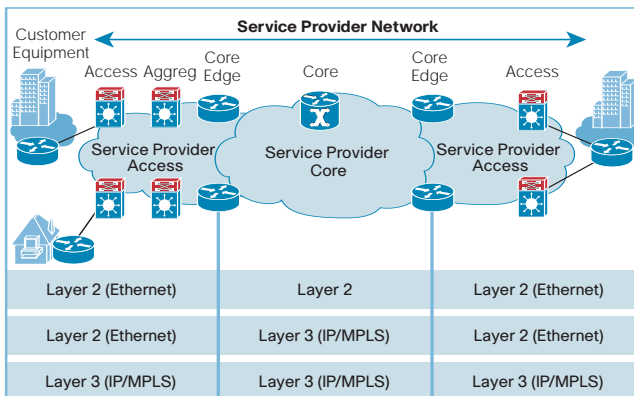 Service Provider Network
Customer
Equipment
Access
Aggreg
Core
Edge
Core
Core
Edge
Access
Service Provider
Access
Service Provider
Core
Service Provider
Access
Layer 2 (Ethernet)
Layer 2
Layer 2 (Ethernet)
Layer 2 (Ethernet)
Layer 3 (IP/MPLS)
Layer 2 (Ethernet)
Layer 3 (IP/MPLS)
Layer 3 (IP/MPLS)
Layer 3 (IP/MPLS)